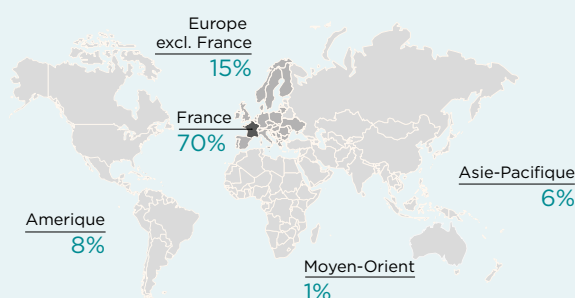 Europe
excl. France
15%
France
70%
Asie-Pacifique
6%
Amerique
8%
Moyen-Orient
1%